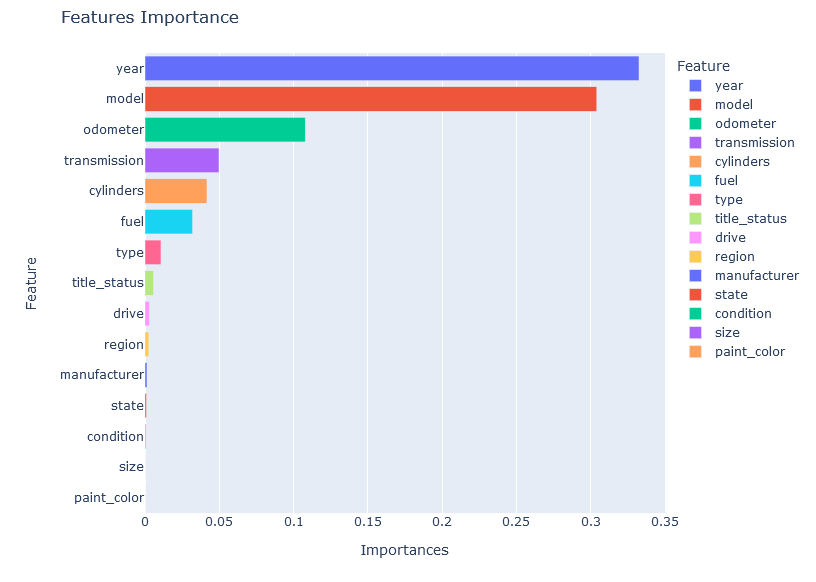 Features Importance
Feature
year
model
odometer
transmission
cylinders
fuel
type
title_status
drive
region
manufacturer
state
condition
size
paint_color
0
0.05
0.1
0.15
0.2
0.25
0.3
0.35
Importances
Feature
year
model
odometer
transmission
cylinders
fuel
type
title_status
drive
region
manufacturer
state
condition
size
paint_color